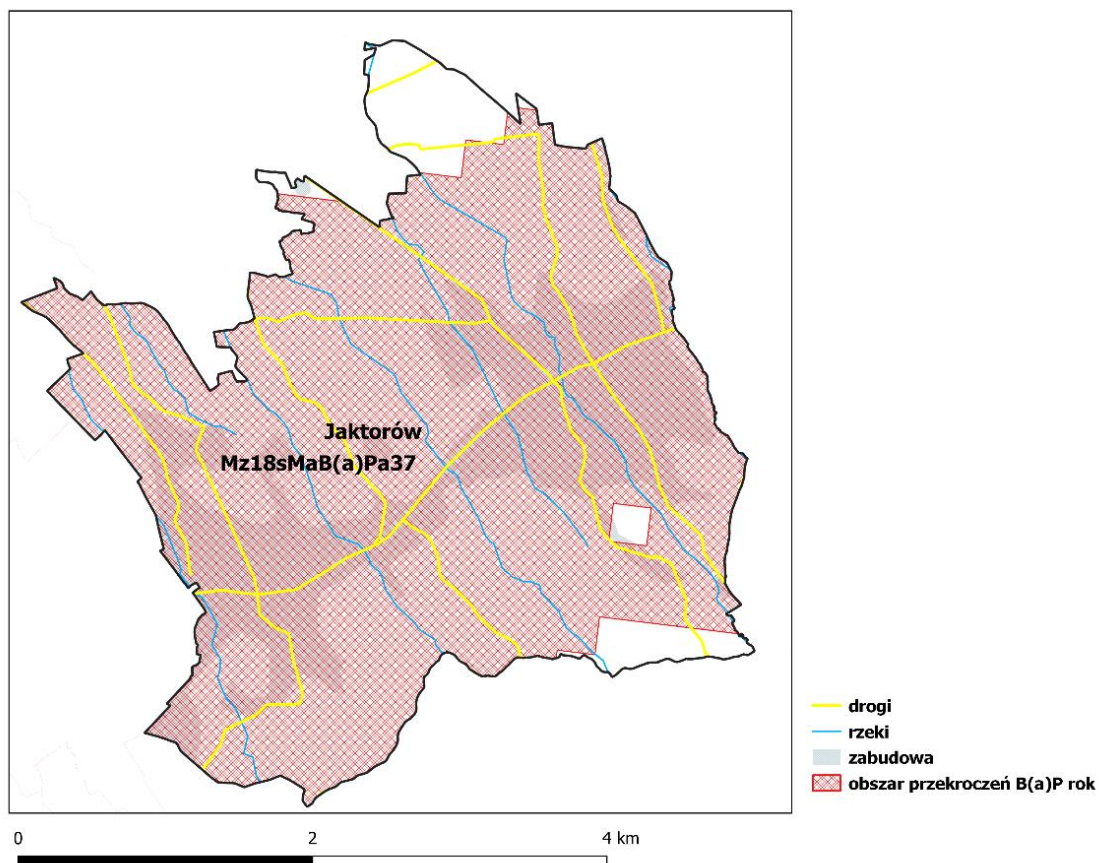 Jaktorów
Mz18sMaB(a)Pa37
drogi
rzeki
zabudowa
obszar przekroczeń B(a)P rok
0 2 4 km